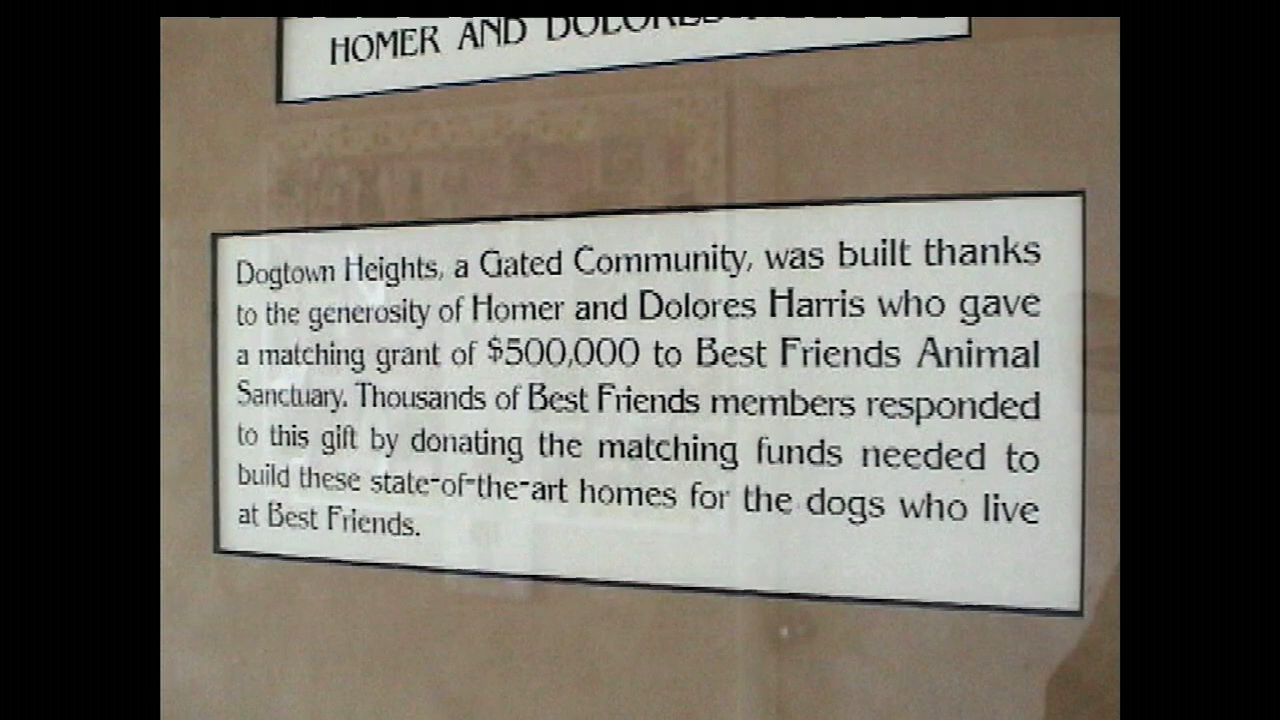 HOMER AND DOLORES
Dogtown Heights, a Gated Community, was built thanks
to the generosity of Homer and Dolores Harris who gave
a matching grant of $500,000 to Best Friends Animal
Sanctuary. Thousands of Best Friends members responded
to this gift by donating the matching funds needed to
build these state-of-the-art homes for the dogs who live
at Best Friends.